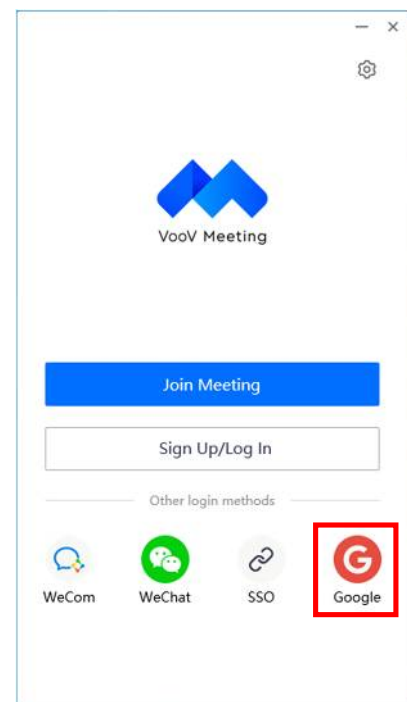 VooV Meeting
Join Meeting
Sign Up/Log In
Other login methods
WeCom WeChat SSO Google